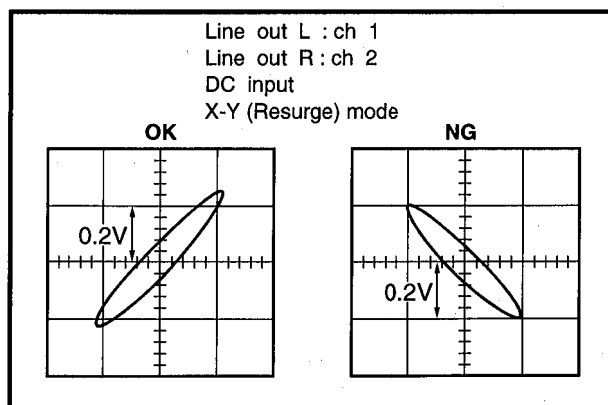 Line out L : ch 1
Line out R : ch 2
DC input
X-Y (Resurge) mode
OK
NG
0.2V
0.2V